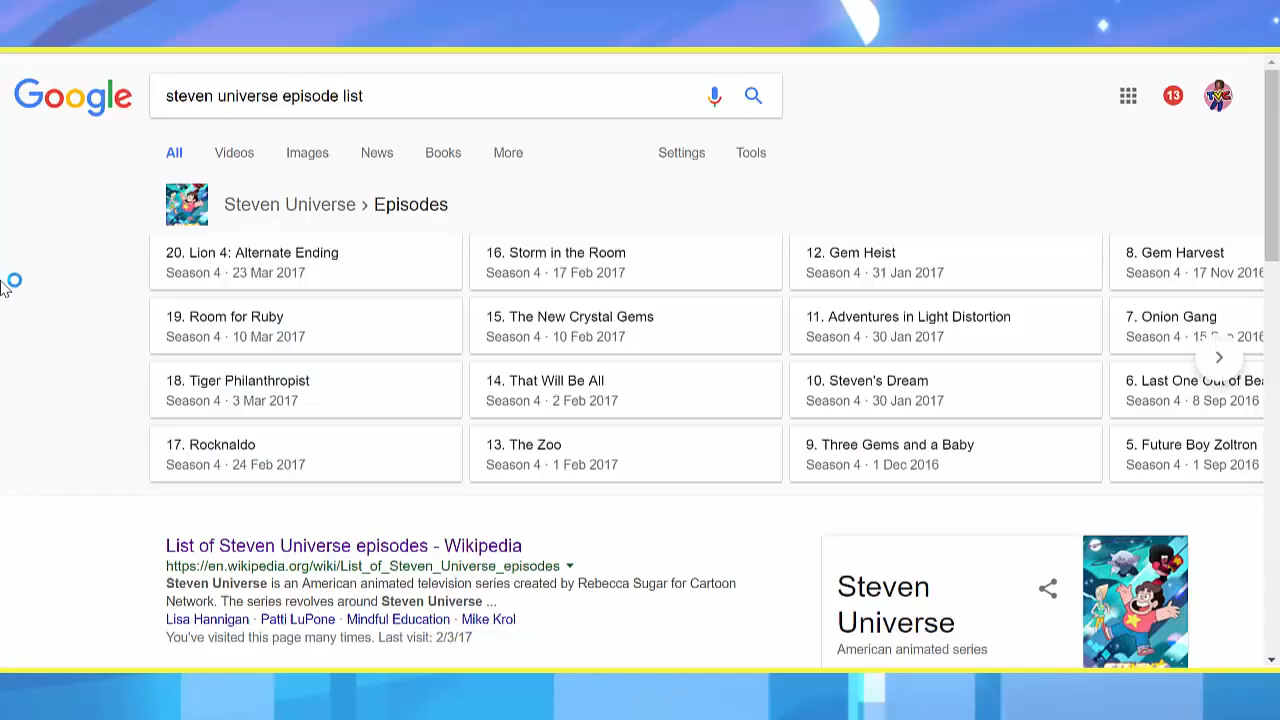 Google
steven universe episode list
13
TVC
All Videos Images News Books More Settings Tools
Steven Universe › Episodes
20. Lion 4: Alternate Ending
Season 4 · 23 Mar 2017
16. Storm in the Room
Season 4 · 17 Feb 2017
12. Gem Heist
Season 4 · 31 Jan 2017
8. Gem Harvest
Season 4 · 17 Nov 2016
19. Room for Ruby
Season 4 · 10 Mar 2017
15. The New Crystal Gems
Season 4 · 10 Feb 2017
11. Adventures in Light Distortion
Season 4 · 30 Jan 2017
7. Onion Gang
Season 4 · 15 2016
18. Tiger Philanthropist
Season 4 · 3 Mar 2017
14. That Will Be All
Season 4 · 2 Feb 2017
10. Steven's Dream
Season 4 · 30 Jan 2017
6. Last One Out of
Season 4 · 8 Sep 2016
17. Rocknaldo
Season 4 · 24 Feb 2017
13. The Zoo
Season 4 · 1 Feb 2017
9. Three Gems and a Baby
Season 4 · 1 Dec 2016
5. Future Boy Zoltron
Season 4 · 1 Sep 2016
List of Steven Universe episodes - Wikipedia
https://en.wikipedia.org/wiki/List_of_Steven_Universe_episodes
Steven Universe is an American animated television series created by Rebecca Sugar for Cartoon
Network. The series revolves around Steven Universe ...
Lisa Hannigan · Patti LuPone · Mindful Education · Mike Krol
You've visited this page many times. Last visit: 2/3/17
Steven
Universe
American animated series